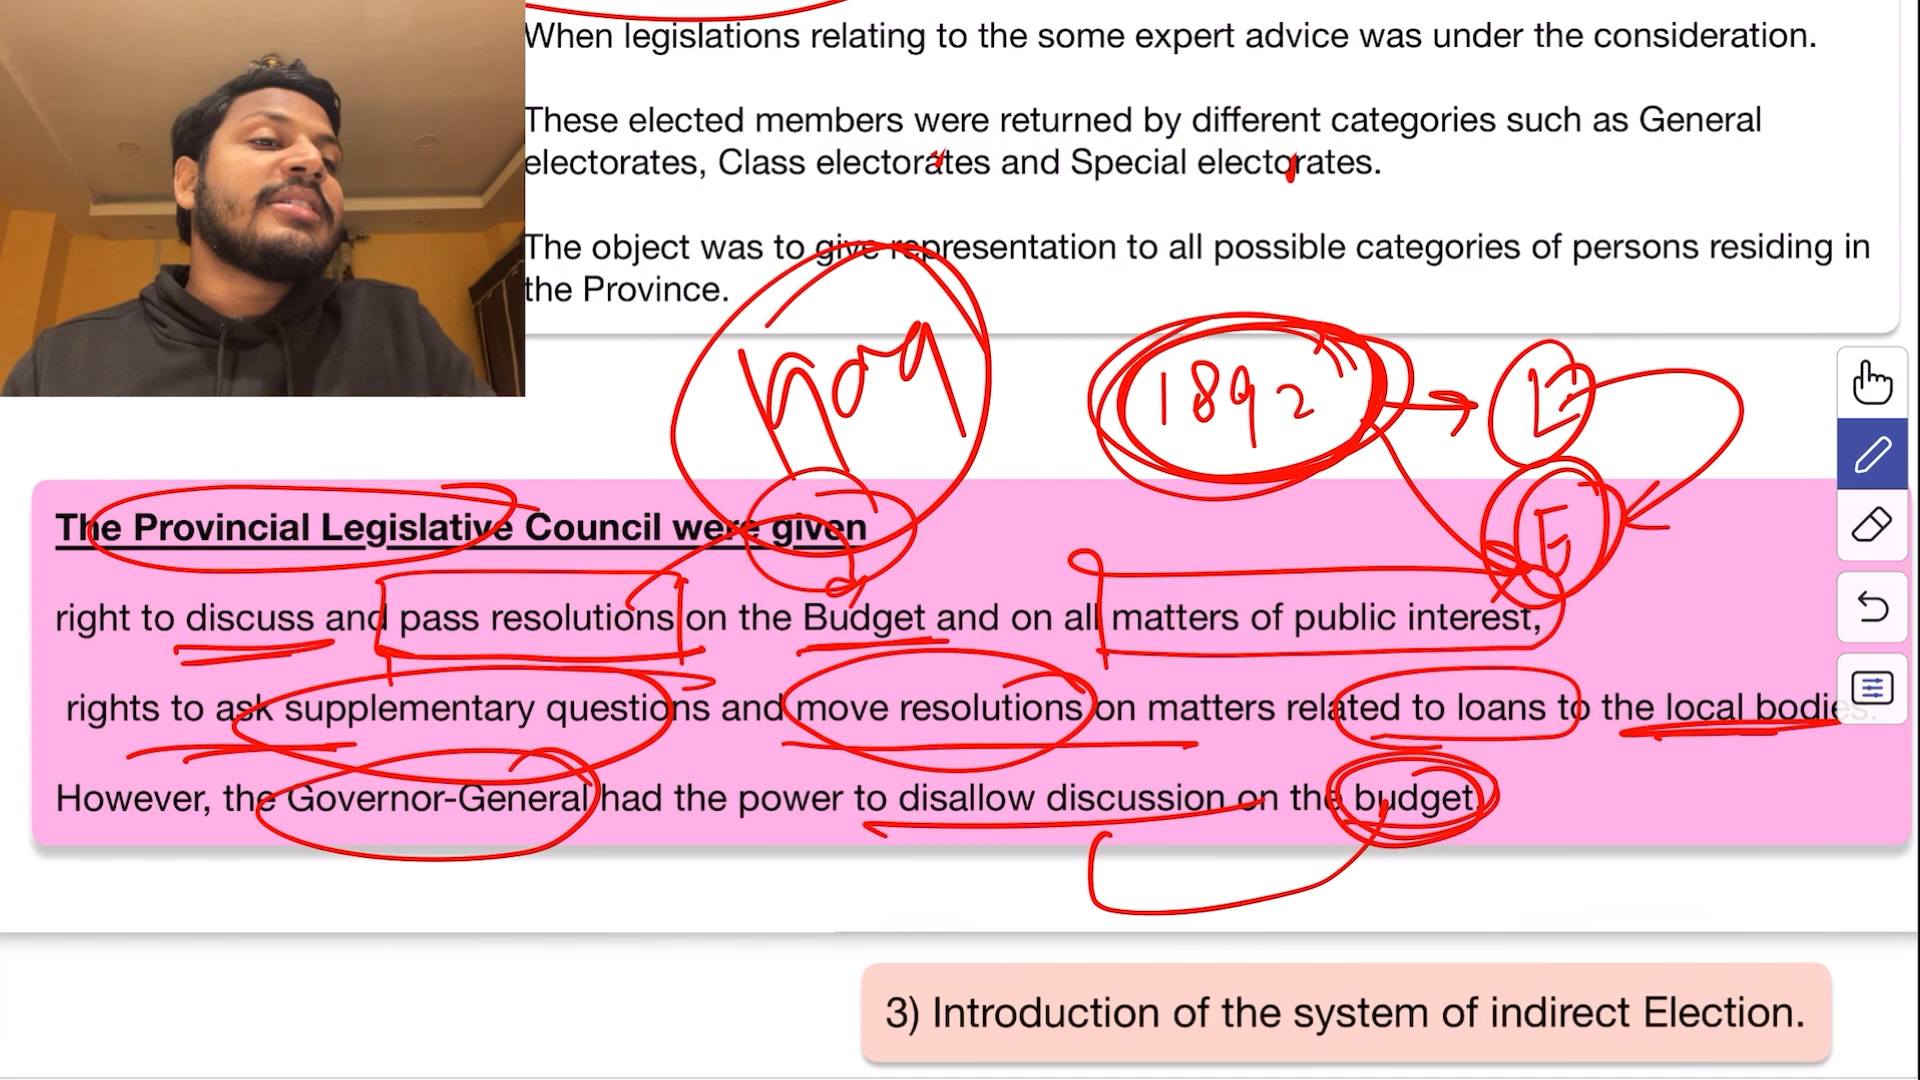 When legislations relating to the some expert advice was under the consideration.
These elected members were returned by different categories such as General
electorates, Class electorates and Special electorates.
The object was to give representation to all possible categories of persons residing in
the Province.
1892
L
E
The Provincial Legislative Council were given
right to discuss and pass resolutions on the Budget and on all matters of public interest,
rights to ask supplementary questions and move resolutions on matters related to loans to the local bodies.
However, the Governor-General had the power to disallow discussion on the budget.
3) Introduction of the system of indirect Election.